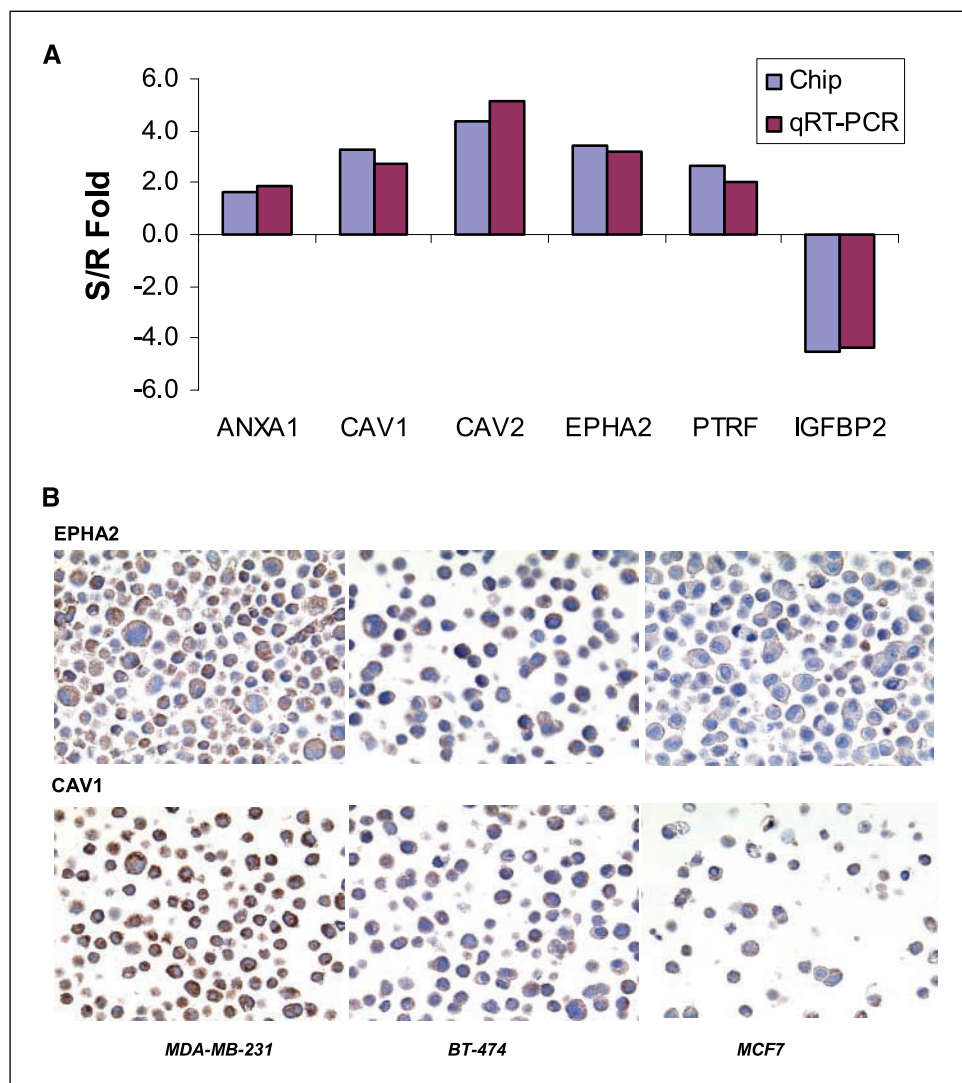 A
S/R Fold
6.0
4.0
2.0
0.0
-2.0
-4.0
-6.0
Chip
qRT-PCR
ANXA1 CAV1 CAV2 EPHA2 PTRF IGFBP2
B
EPHA2
CAV1
MDA-MB-231 BT-474 MCF7